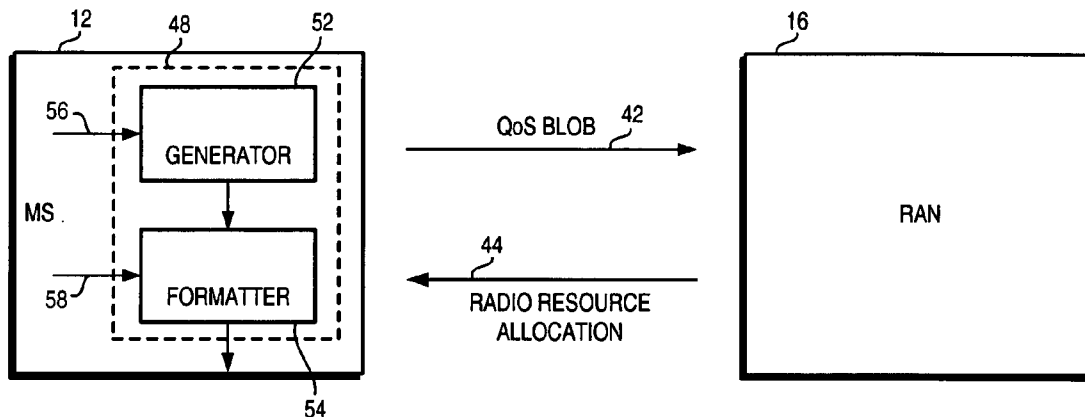 12
48
52
16
56
GENERATOR
QoS BLOB
42
MS
RAN
58
FORMATTER
44
RADIO RESOURCE
ALLOCATION
54